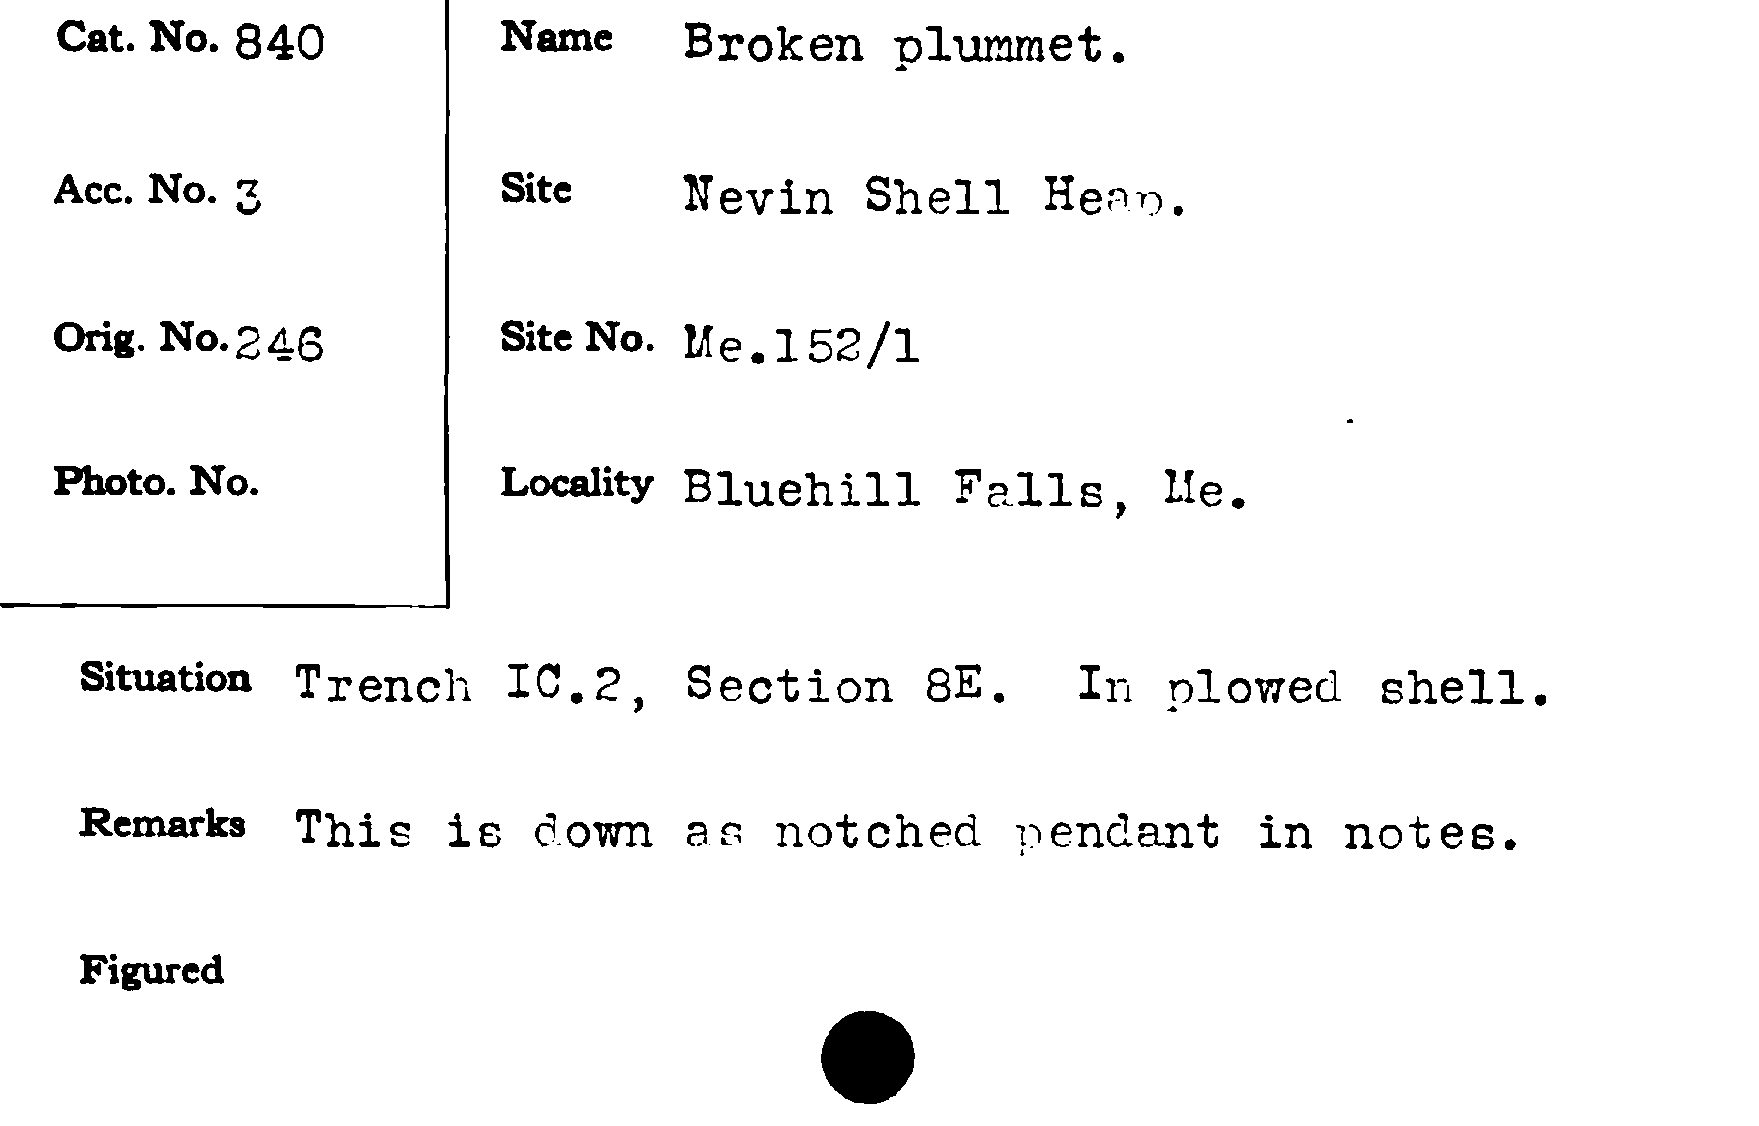 Cat. No. 840
Name Broken plummet.
Acc. No. 3
Site Nevin Shell Heap.
Orig. No. 246
Site No. Me.152/1
Photo. No.
Locality Bluehill Falls, Me.
Situation Trench IC.2, Section 8E. In plowed shell.
Remarks This is down as notched pendant in notes.
Figured